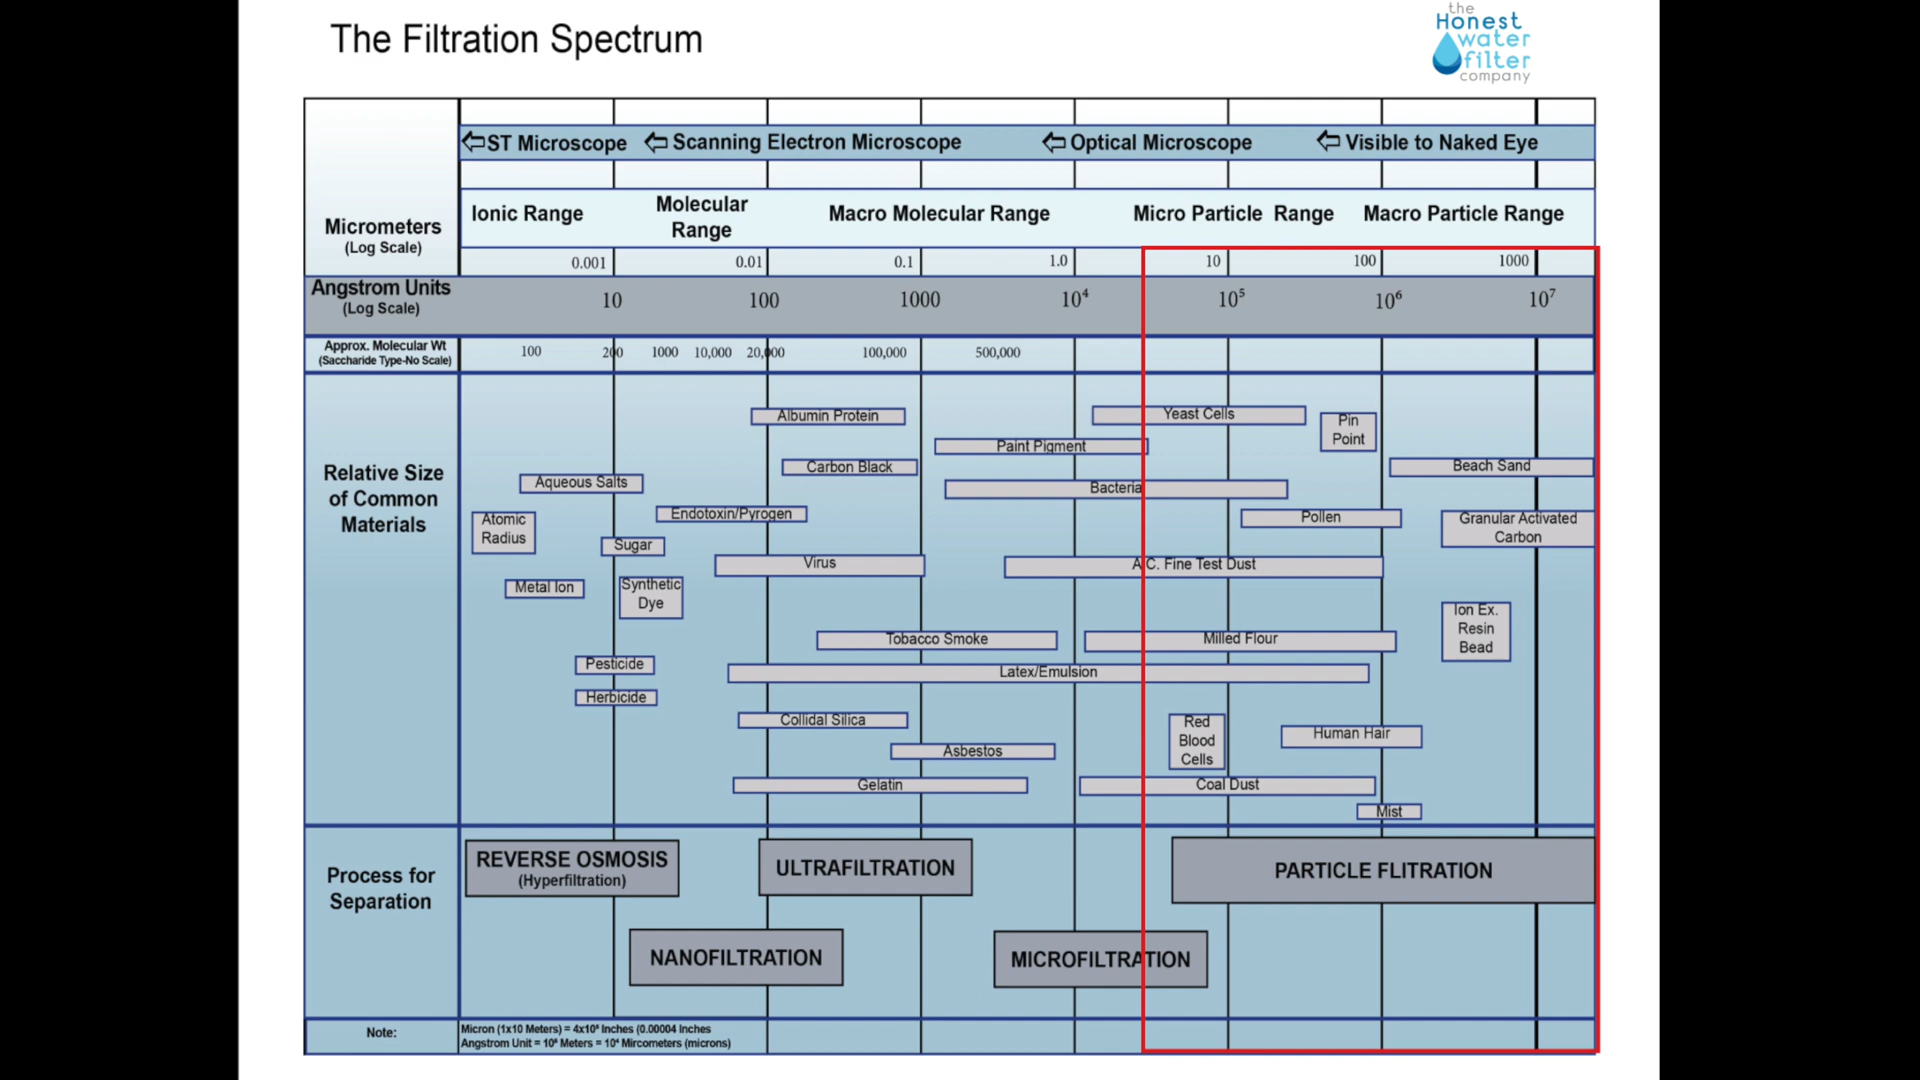 The Filtration Spectrum
the
Honest
water
filter
company
⇦ST Microscope
⇦Scanning Electron Microscope
⇦Optical Microscope
⇦Visible to Naked Eye
Micrometers
(Log Scale)
Ionic Range
Molecular
Range
Macro Molecular Range
Micro Particle Range
Macro Particle Range
0.001 0.01 0.1 1.0 10 100 1000
Angstrom Units
(Log Scale)
10 100 1000 10⁴ 10⁵ 10⁶ 10⁷
Approx. Molecular Wt
(Saccharide Type-No Scale)
100 200 1000 10,000 20,000 100,000 500,000
Relative Size
of Common
Materials
Albumin Protein
Yeast Cells
Pin
Point
Paint Pigment
Carbon Black
Beach Sand
Aqueous Salts
Bacteria
Endotoxin/Pyrogen
Pollen
Granular Activated
Carbon
Atomic
Radius
Sugar
Virus
A.C. Fine Test Dust
Metal Ion
Synthetic
Dye
Ion Ex.
Resin
Bead
Tobacco Smoke
Milled Flour
Pesticide
Latex/Emulsion
Herbicide
Collidal Silica
Red
Blood
Cells
Human Hair
Asbestos
Gelatin
Coal Dust
Mist
Process for
Separation
REVERSE OSMOSIS
(Hyperfiltration)
ULTRAFILTRATION
PARTICLE FLITRATION
NANOFILTRATION
MICROFILTRATION
Note:
Micron (1x10 Meters) = 4x10⁵ Inches (0.00004 Inches
Angstrom Unit = 10⁸ Meters = 10⁴ Mircometers (microns)